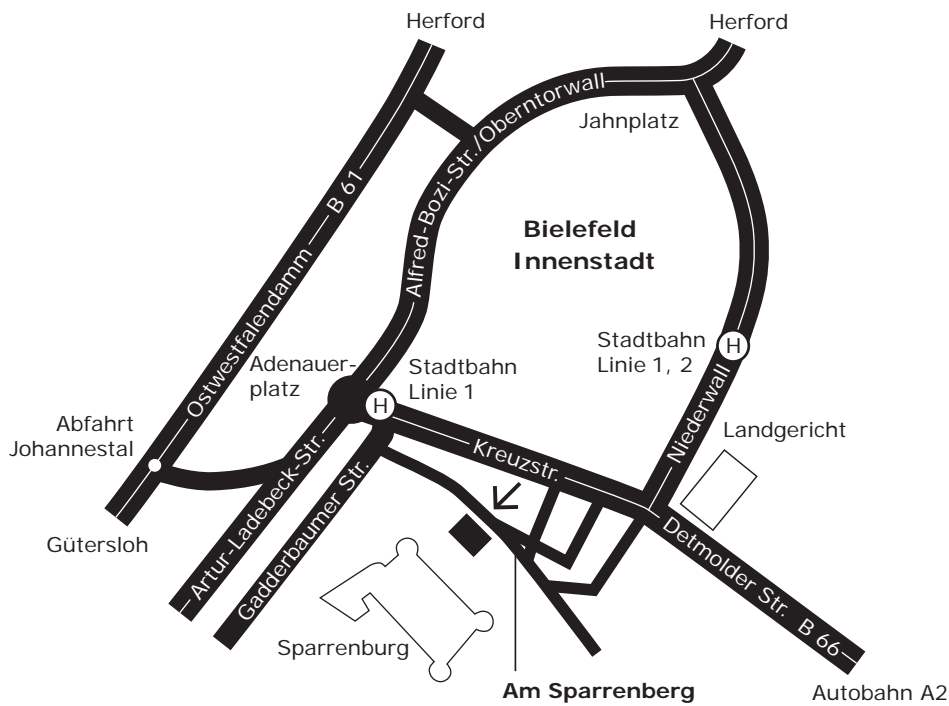 Herford
Herford
Alfred-Bozi-Str./Oberntorwall
Jahnplatz
Ostwestfalendamm — B 61
Bielefeld
Innenstadt
Stadtbahn
Linie 1, 2
H
Adenauer-
platz
Stadtbahn
Linie 1
H
Niederwall
Abfahrt
Johannestal
Landgericht
Kreuzstr.
Gütersloh
Artur-Ladebeck-Str.
Gadderbaumer Str.
Detmolder Str. B 66
Sparrenburg
Am Sparrenberg
Autobahn A2